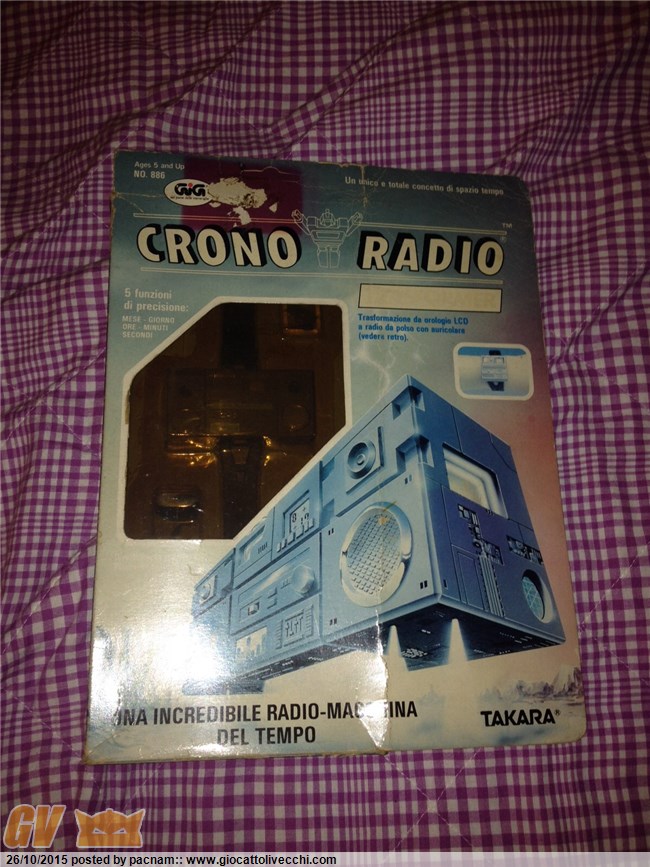 Ages 5 and Up
NO. 886
GiG
Un unico e totale concetto di spazio tempo.
CRONO RADIO
TM
5 funzioni
di precisione:
MESE - GIORNO
ORE - MINUTI
SECONDI
Trasformazione da orologio LCD
a radio da polso con auricolare
(vedere retro).
UNA INCREDIBILE RADIO-MACCHINA
DEL TEMPO
TAKARA®
GV
26/10/2015 posted by pacnam:: www.giocattolivecchi.com